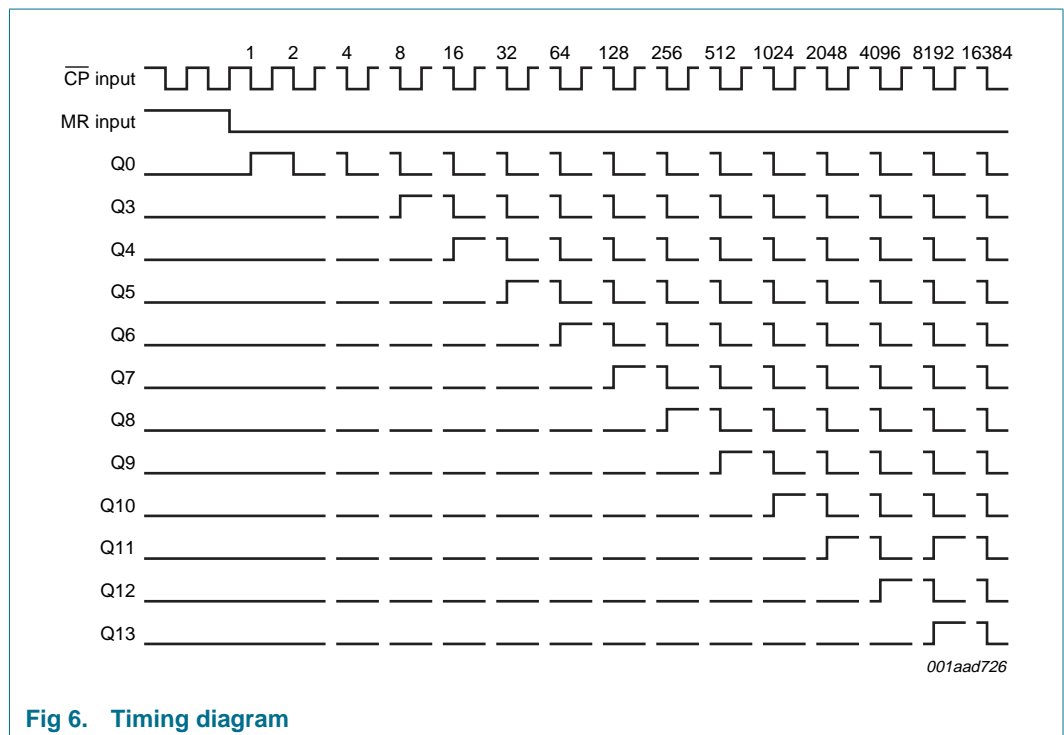 1 2 4 8 16 32 64 128 256 512 1024 2048 4096 8192 16384
CP input
MR input
Q0
Q3
Q4
Q5
Q6
Q7
Q8
Q9
Q10
Q11
Q12
Q13
001aad726
Fig 6. Timing diagram